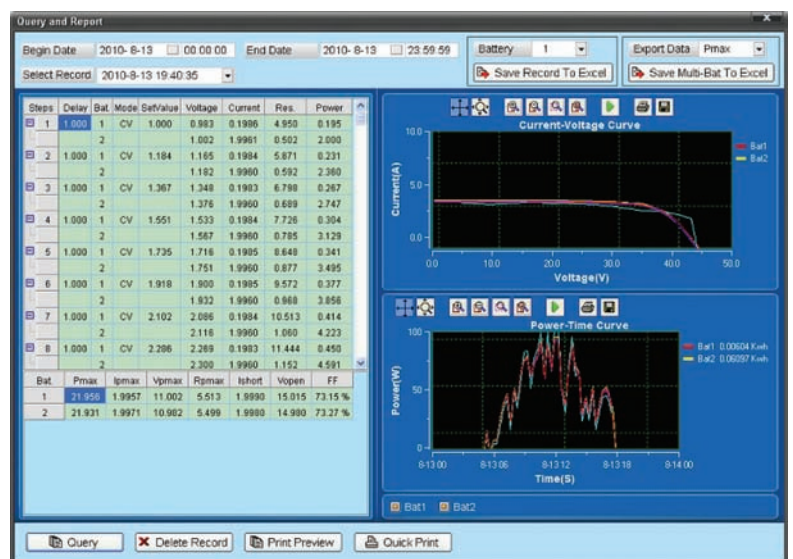 Query and Report
Begin Date 2010- 8-13 00:00:00 End Date 2010- 8-13 23:59:59
Battery 1
Export Data Pmax
Select Record 2010-8-13 19:40:35
Save Record To Excel
Save Multi-Bat To Excel
Steps Delay Bat. Mode SetValue Voltage Current Res. Power
1 1.000 1 CV 1.000 0.983 0.1986 4.950 0.195
2 1.002 1.9961 0.502 2.000
2 1.000 1 CV 1.184 1.165 0.1984 5.871 0.231
2 1.182 1.9960 0.592 2.360
3 1.000 1 CV 1.367 1.348 0.1983 6.798 0.267
2 1.376 1.9960 0.689 2.747
4 1.000 1 CV 1.551 1.533 0.1984 7.726 0.304
2 1.567 1.9960 0.785 3.129
5 1.000 1 CV 1.735 1.716 0.1985 8.648 0.341
2 1.751 1.9960 0.877 3.495
6 1.000 1 CV 1.918 1.900 0.1985 9.572 0.377
2 1.932 1.9960 0.968 3.856
7 1.000 1 CV 2.102 2.086 0.1984 10.513 0.414
2 2.116 1.9960 1.060 4.223
8 1.000 1 CV 2.286 2.269 0.1983 11.444 0.450
2 2.300 1.9960 1.152 4.591
Bat. Pmax Ipmax Vpmax Rpmax Ishort Vopen FF
1 21.956 1.9957 11.002 5.513 1.9990 15.015 73.15 %
2 21.931 1.9971 10.982 5.499 1.9980 14.980 73.27 %
Current-Voltage Curve
Current(A)
10.0
5.0
0.0
0.0 10.0 20.0 30.0 40.0 50.0
Voltage(V)
Bat1
Bat2
Power-Time Curve
Power(W)
100
50
0
8-13 00 8-13 06 8-13 12 8-13 18 8-14 00
Time(S)
Bat1 0.00604 Kwh
Bat2 0.06097 Kwh
Bat1 Bat2
Query
Delete Record
Print Preview
Quick Print